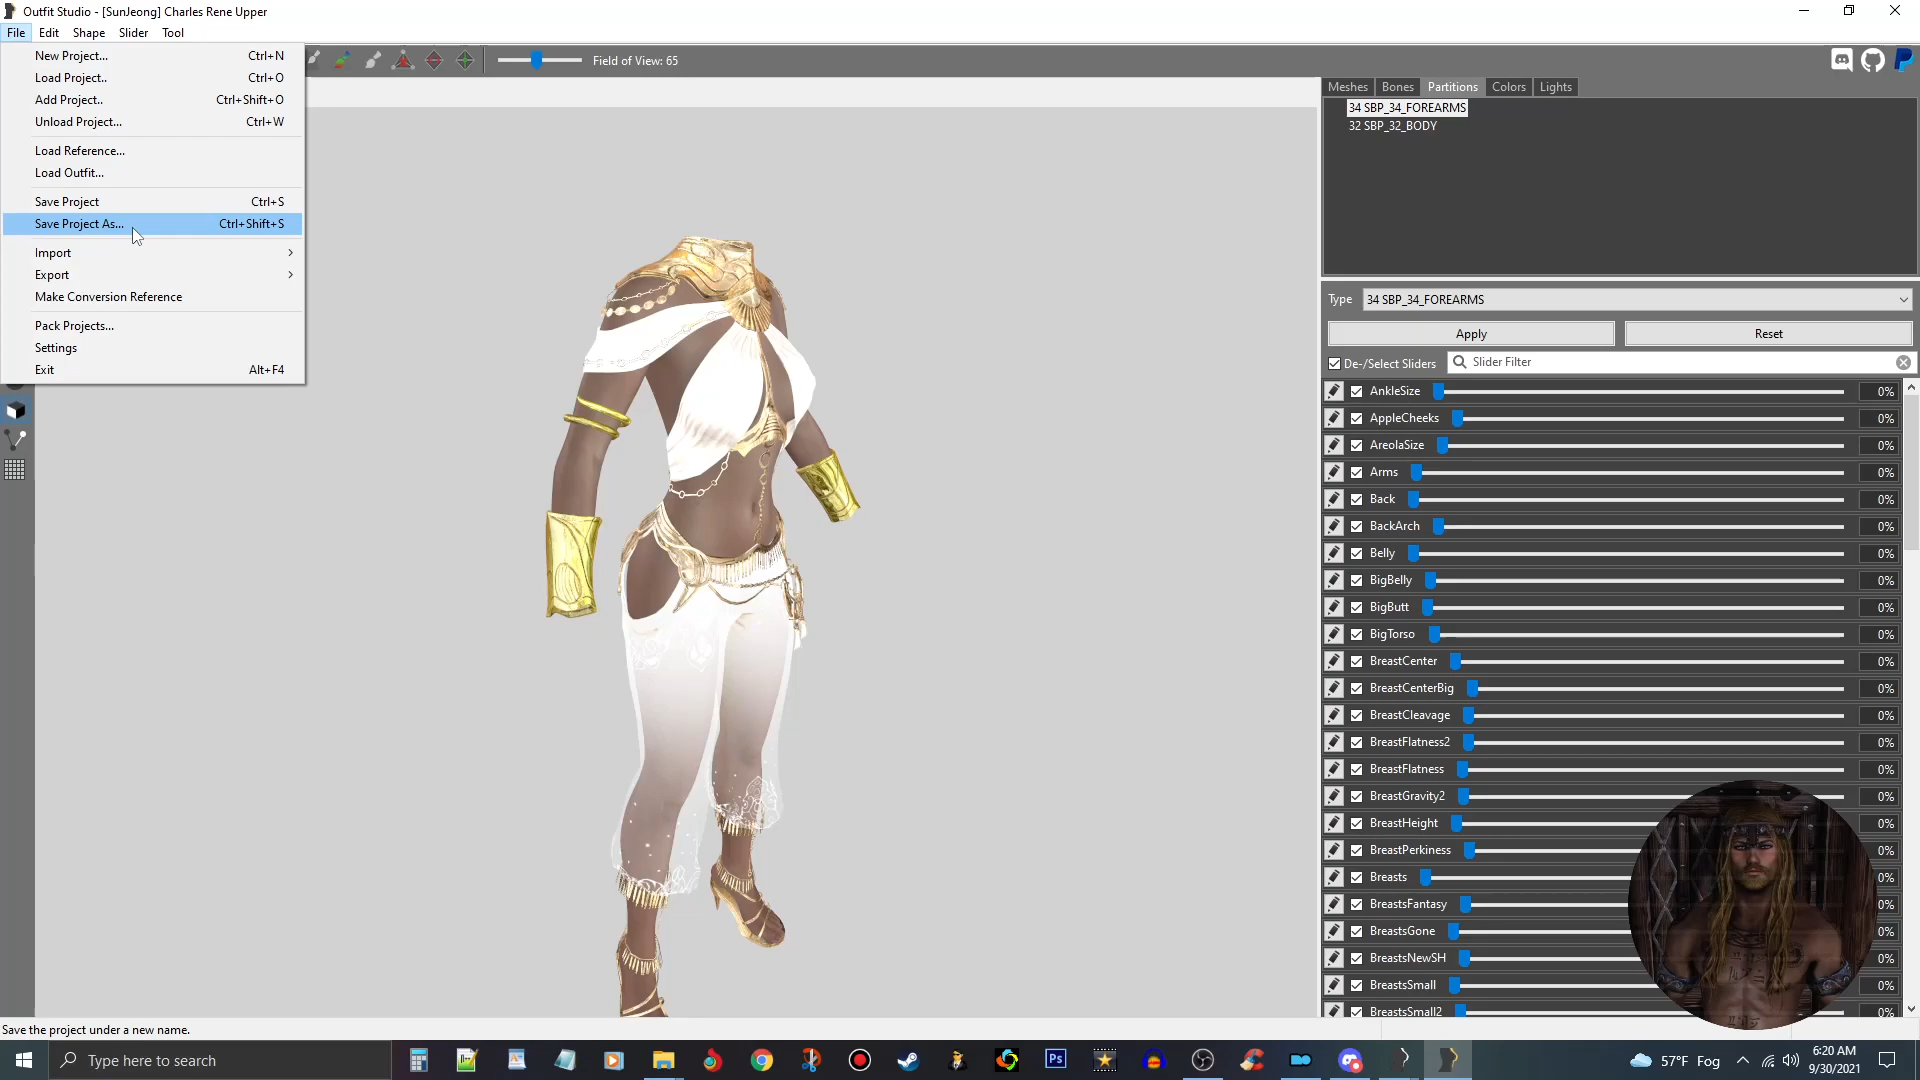 Outfit Studio - [SunJeong] Charles Rene Upper
File Edit Shape Slider Tool
New Project... Ctrl+N
Load Project.. Ctrl+O
Add Project.. Ctrl+Shift+O
Unload Project... Ctrl+W
Load Reference...
Load Outfit...
Save Project Ctrl+S
Save Project As... Ctrl+Shift+S
Import
Export
Make Conversion Reference
Pack Projects...
Settings
Exit Alt+F4
Field of View: 65
Meshes Bones Partitions Colors Lights
34 SBP_34_FOREARMS
32 SBP_32_BODY
Type 34 SBP_34_FOREARMS
Apply Reset
De-/Select Sliders Slider Filter
AnkleSize 0%
AppleCheeks 0%
AreolaSize 0%
Arms 0%
Back 0%
BackArch 0%
Belly 0%
BigBelly 0%
BigButt 0%
BigTorso 0%
BreastCenter 0%
BreastCenterBig 0%
BreastCleavage 0%
BreastFlatness2 0%
BreastFlatness 0%
BreastGravity2 0%
BreastHeight 0%
BreastPerkiness 0%
Breasts 0%
BreastsFantasy 0%
BreastsGone 0%
BreastsNewSH 0%
BreastsSmall 0%
BreastsSmall2 0%
Save the project under a new name.
Type here to search
Ps
57°F Fog
6:20 AM
9/30/2021